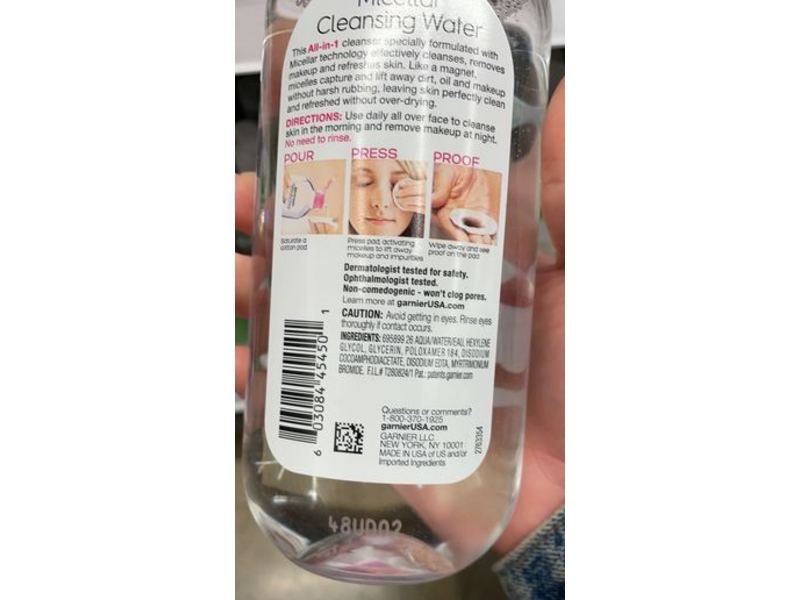 Micellar
Cleansing Water
This All-in-1 cleanser specially formulated with
Micellar technology effectively cleanses, removes
makeup and refreshes skin. Like a magnet,
micelles capture and lift away dirt, oil and makeup
without harsh rubbing, leaving skin perfectly clean
and refreshed without over-drying.
DIRECTIONS: Use daily all over face to cleanse
skin in the morning and remove makeup at night.
No need to rinse.
POUR PRESS PROOF
Saturate a
cotton pad
Press pad, activating
micelles to lift away
makeup and impurities
Wipe away and see
proof on the pad
Dermatologist tested for safety.
Ophthalmologist tested.
Non-comedogenic - won't clog pores.
Learn more at garnierUSA.com
CAUTION: Avoid getting in eyes. Rinse eyes
thoroughly if contact occurs.
INGREDIENTS: 695899 26 AQUA/WATER/EAU, HEXYLENE
GLYCOL, GLYCERIN, POLOXAMER 184, DISODIUM
COCOAMPHODIACETATE, DISODIUM EDTA, MYRTRIMONIUM
BROMIDE. F.I.L.# T280824/1 Pat.: patents.garnier.com
6 03084 45450 1
Questions or comments?
1-800-370-1925
garnierUSA.com
GARNIER LLC
NEW YORK, NY 10001
MADE IN USA of US and/or
Imported Ingredients
2763354
48UD02